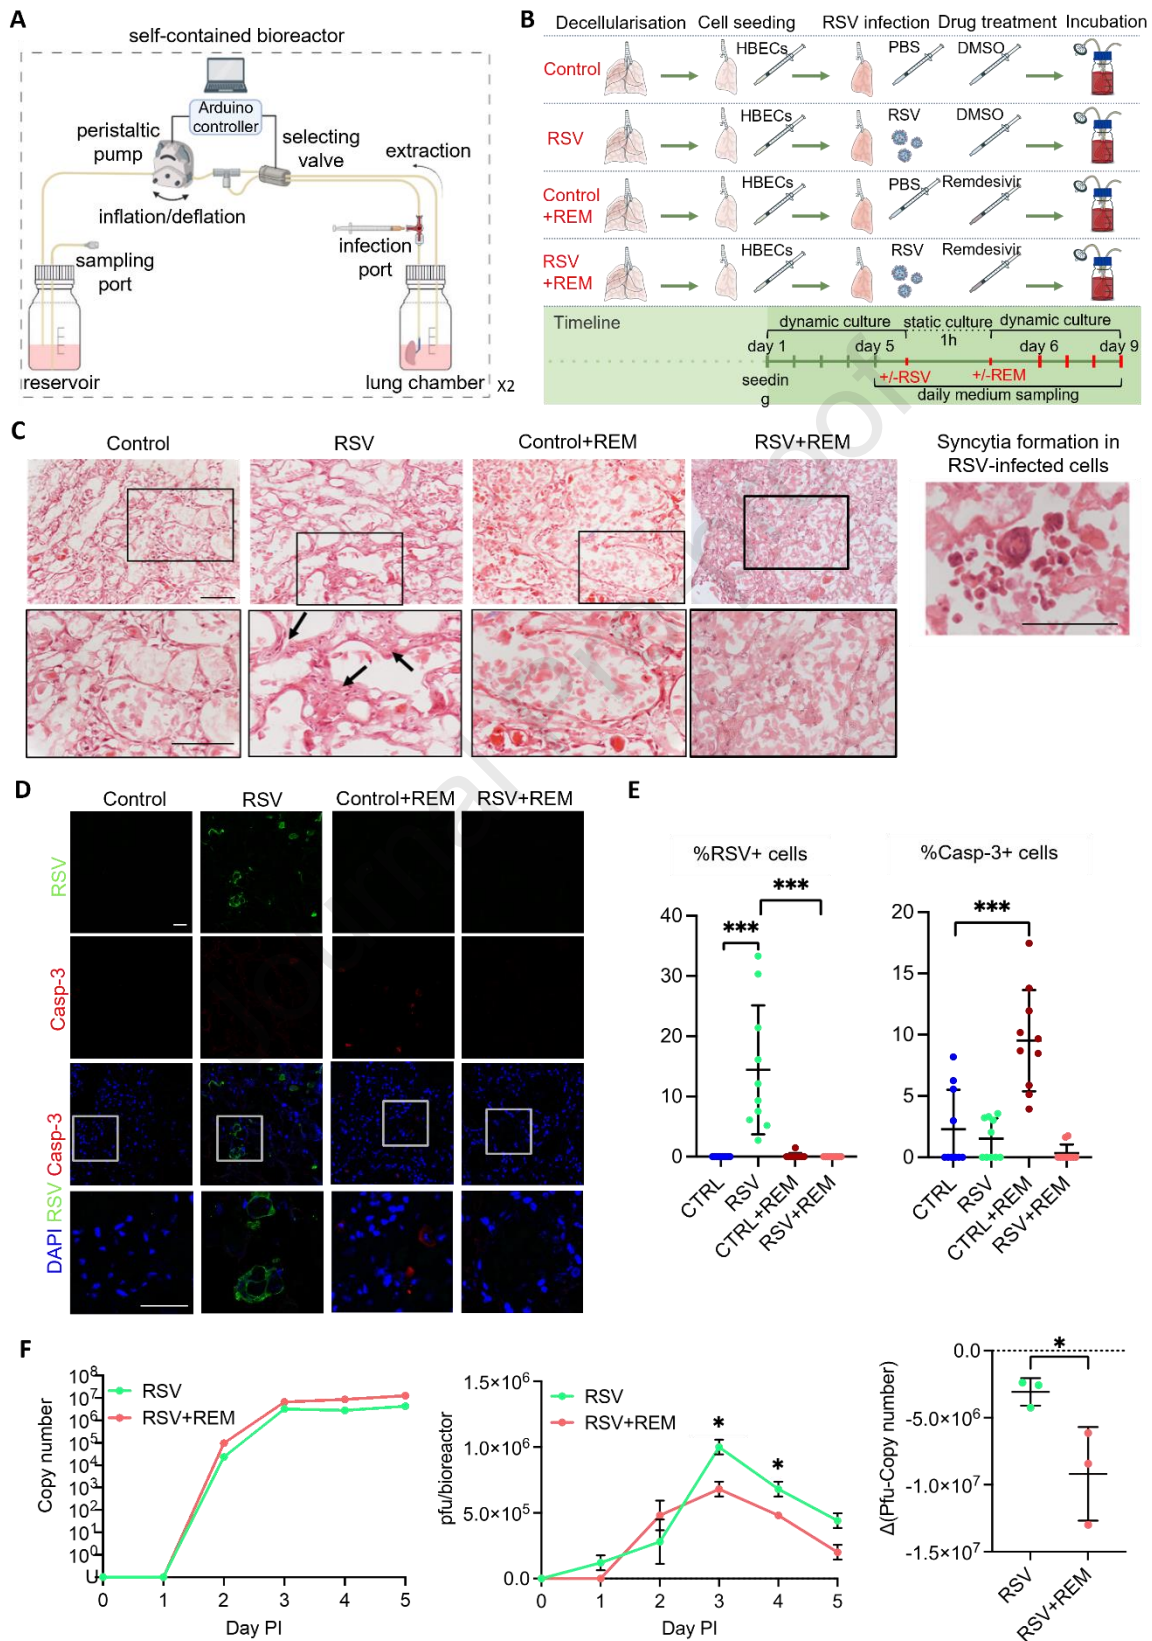 A
self-contained bioreactor
Arduino
controller
peristaltic
pump
selecting
valve
extraction
inflation/deflation
infection
port
sampling
port
reservoir
lung chamber
X2
B
Decellularisation
Cell seeding
RSV infection
Drug treatment
Incubation
Control
HBECs
PBS
DMSO
RSV
HBECs
RSV
DMSO
Control
+REM
HBECs
PBS
Remdesivir
RSV
+REM
HBECs
RSV
Remdesivir
Timeline
dynamic culture
static culture
dynamic culture
1h
day 1
day 5
day 6
day 9
+/-RSV
+/-REM
seedin
g
daily medium sampling
C
Control
RSV
Control+REM
RSV+REM
Syncytia formation in
RSV-infected cells
D
Control
RSV
Control+REM
RSV+REM
RSV
Casp-3
DAPI RSV Casp-3
E
%RSV+ cells
***
***
40
30
20
10
0
CTRL
RSV
CTRL+REM
RSV+REM
%Casp-3+ cells
***
20
15
10
5
0
CTRL
RSV
CTRL+REM
RSV+REM
F
Copy number
10⁸
10⁷
10⁶
10⁵
10⁴
10³
10²
10¹
10⁰
U
RSV
RSV+REM
0 1 2 3 4 5
Day PI
pfu/bioreactor
1.5×10⁶
1.0×10⁶
5.0×10⁵
0.0
RSV
RSV+REM
*
*
0 1 2 3 4 5
Day PI
Δ(Pfu-Copy number)
0.0
-5.0×10⁶
-1.0×10⁷
-1.5×10⁷
*
RSV
RSV+REM